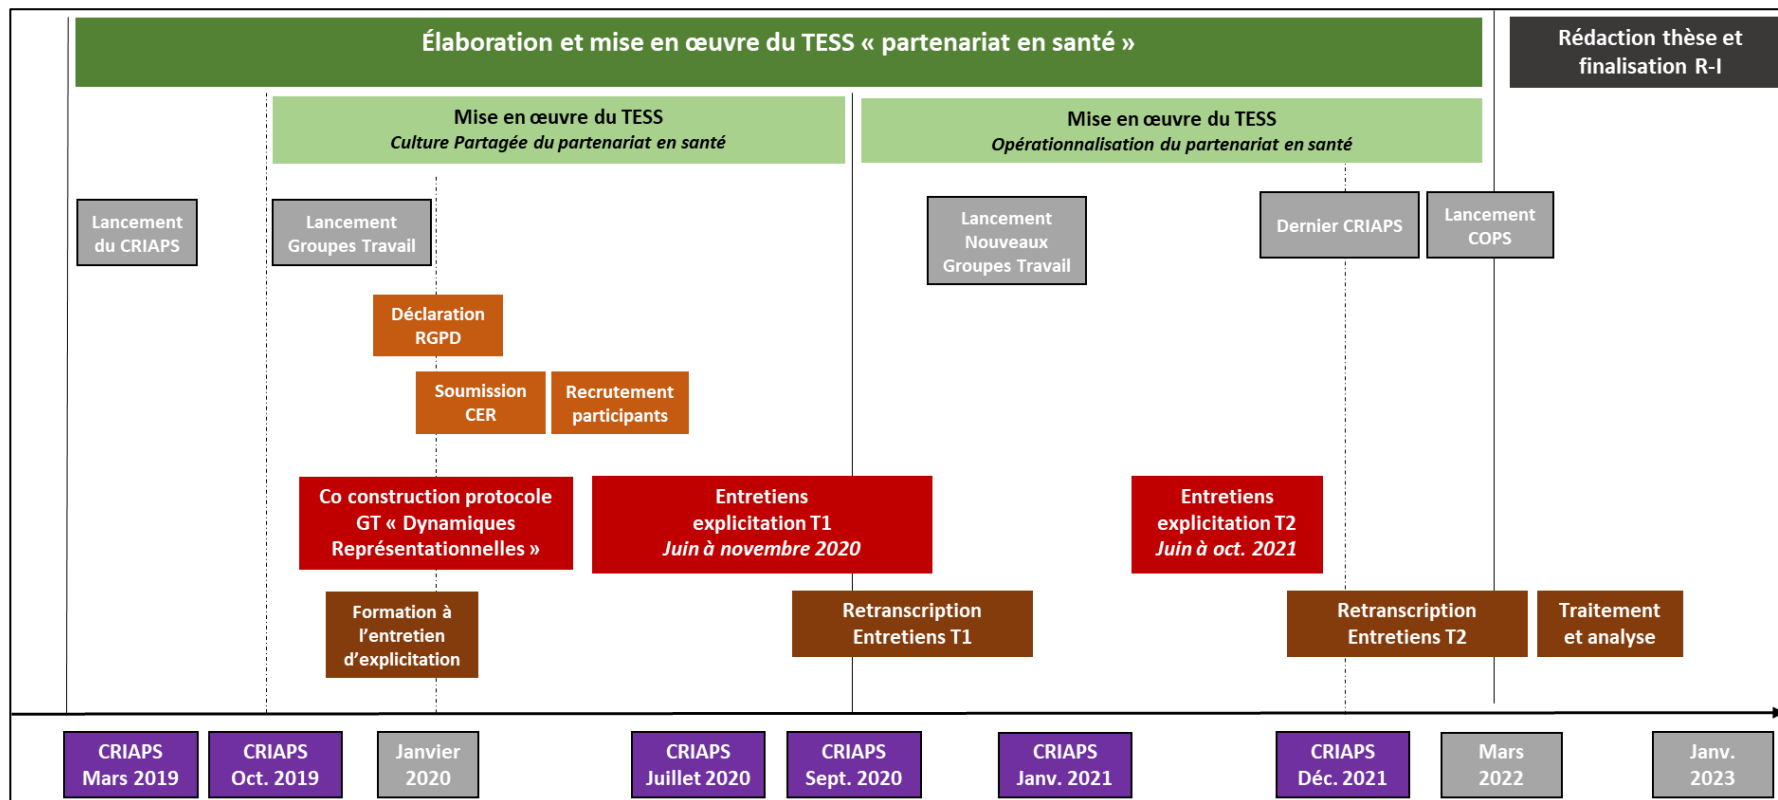 Élaboration et mise en œuvre du TESS « partenariat en santé »
Rédaction thèse et
finalisation R-I
Mise en œuvre du TESS
Culture Partagée du partenariat en santé
Mise en œuvre du TESS
Opérationnalisation du partenariat en santé
Lancement
du CRIAPS
Lancement
Groupes Travail
Lancement
Nouveaux
Groupes Travail
Dernier CRIAPS
Lancement
COPS
Déclaration
RGPD
Soumission
CER
Recrutement
participants
Co construction protocole
GT « Dynamiques
Représentationnelles »
Entretiens
explicitation T1
Juin à novembre 2020
Entretiens
explicitation T2
Juin à oct. 2021
Formation à
l’entretien
d’explicitation
Retranscription
Entretiens T1
Retranscription
Entretiens T2
Traitement
et analyse
CRIAPS
Mars 2019
CRIAPS
Oct. 2019
Janvier
2020
CRIAPS
Juillet 2020
CRIAPS
Sept. 2020
CRIAPS
Janv. 2021
CRIAPS
Déc. 2021
Mars
2022
Janv.
2023